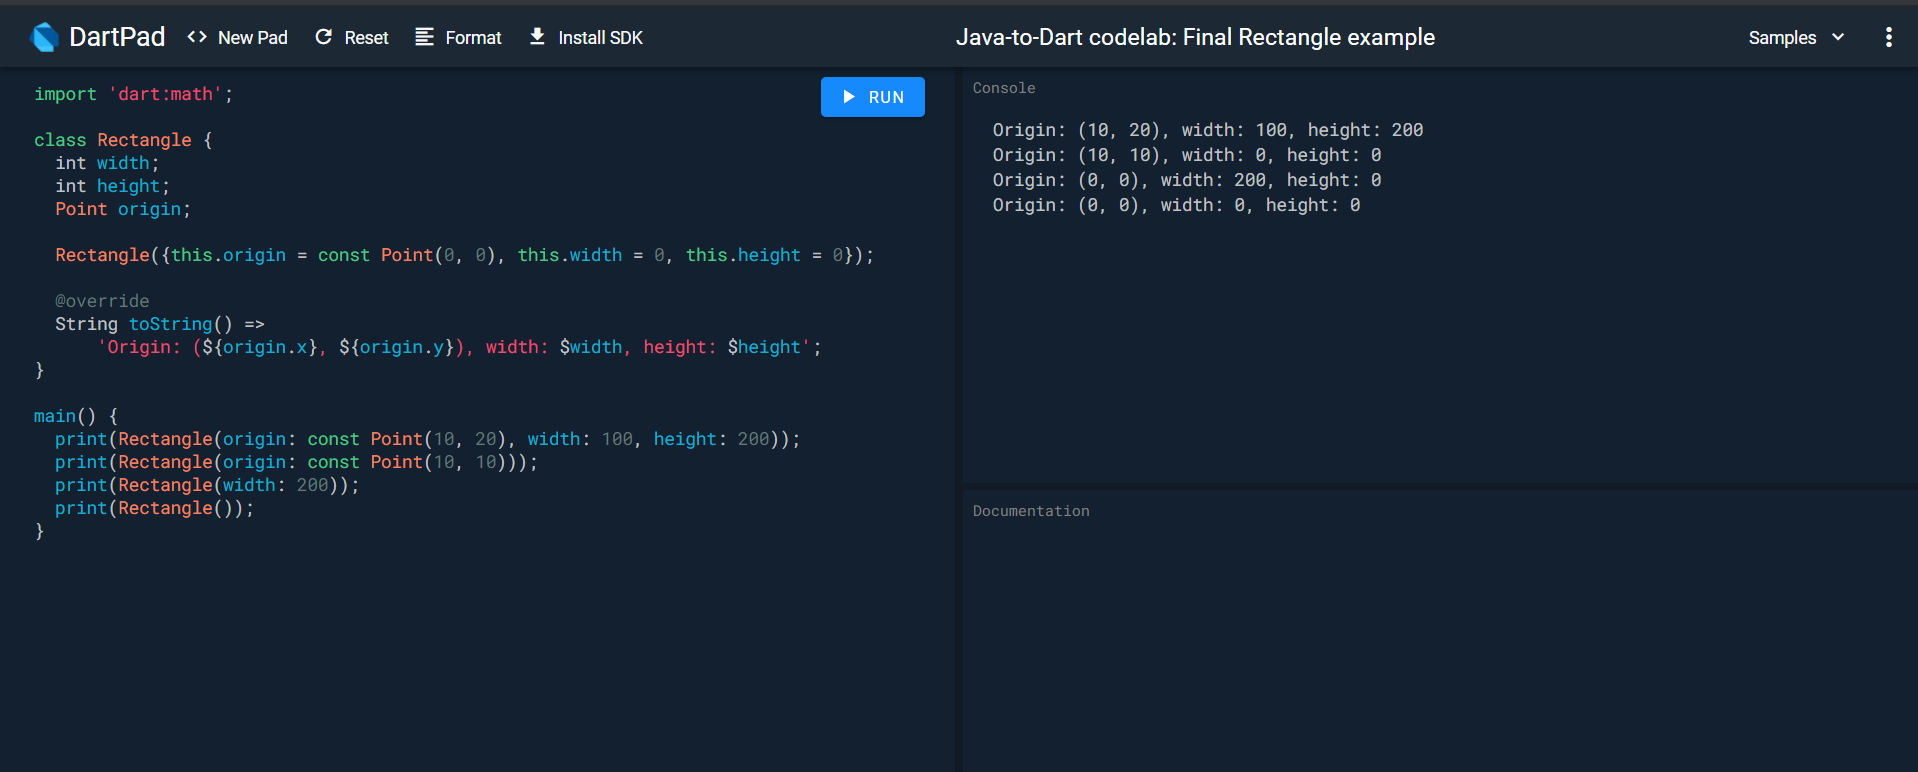 DartPad <> New Pad Reset Format Install SDK Java-to-Dart codelab: Final Rectangle example Samples
import 'dart:math';
RUN
class Rectangle {
  int width;
  int height;
  Point origin;
  Rectangle({this.origin = const Point(0, 0), this.width = 0, this.height = 0});
  @override
  String toString() =>
      'Origin: (${origin.x}, ${origin.y}), width: $width, height: $height';
}
main() {
  print(Rectangle(origin: const Point(10, 20), width: 100, height: 200));
  print(Rectangle(origin: const Point(10, 10)));
  print(Rectangle(width: 200));
  print(Rectangle());
}
Console
Origin: (10, 20), width: 100, height: 200
Origin: (10, 10), width: 0, height: 0
Origin: (0, 0), width: 200, height: 0
Origin: (0, 0), width: 0, height: 0
Documentation